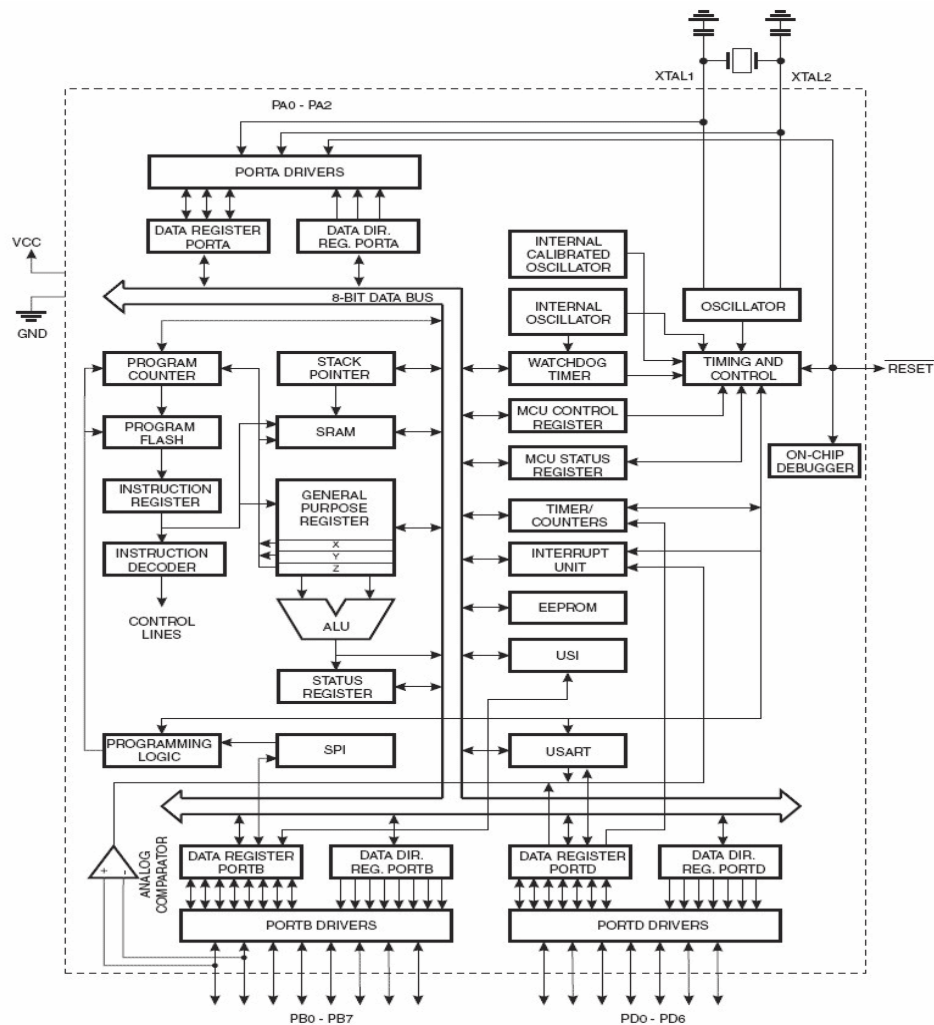 XTAL1
XTAL2
PA0 - PA2
PORTA DRIVERS
DATA REGISTER
PORTA
DATA DIR.
REG. PORTA
VCC
GND
8-BIT DATA BUS
INTERNAL
CALIBRATED
OSCILLATOR
INTERNAL
OSCILLATOR
OSCILLATOR
PROGRAM
COUNTER
STACK
POINTER
WATCHDOG
TIMER
TIMING AND
CONTROL
RESET
PROGRAM
FLASH
SRAM
MCU CONTROL
REGISTER
MCU STATUS
REGISTER
ON-CHIP
DEBUGGER
INSTRUCTION
REGISTER
GENERAL
PURPOSE
REGISTER
X
Y
Z
TIMER/
COUNTERS
INSTRUCTION
DECODER
INTERRUPT
UNIT
CONTROL
LINES
ALU
EEPROM
USI
STATUS
REGISTER
PROGRAMMING
LOGIC
SPI
USART
+
-
ANALOG
COMPARATOR
DATA REGISTER
PORTB
DATA DIR.
REG. PORTB
DATA REGISTER
PORTD
DATA DIR.
REG. PORTD
PORTB DRIVERS
PORTD DRIVERS
PB0 - PB7
PD0 - PD6